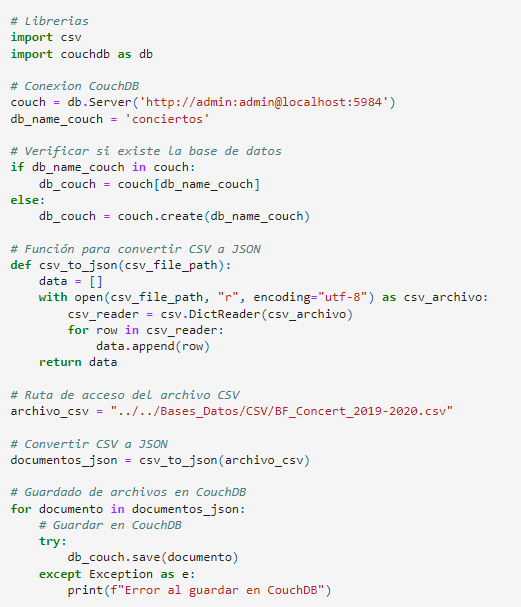 # Librerias
import csv
import couchdb as db

# Conexion CouchDB
couch = db.Server('http://admin:admin@localhost:5984')
db_name_couch = 'conciertos'

# Verificar si existe la base de datos
if db_name_couch in couch:
    db_couch = couch[db_name_couch]
else:
    db_couch = couch.create(db_name_couch)

# Función para convertir CSV a JSON
def csv_to_json(csv_file_path):
    data = []
    with open(csv_file_path, "r", encoding="utf-8") as csv_archivo:
        csv_reader = csv.DictReader(csv_archivo)
        for row in csv_reader:
            data.append(row)
    return data

# Ruta de acceso del archivo CSV
archivo_csv = "../../Bases_Datos/CSV/BF_Concert_2019-2020.csv"

# Convertir CSV a JSON
documentos_json = csv_to_json(archivo_csv)

# Guardado de archivos en CouchDB
for documento in documentos_json:
    # Guardar en CouchDB
    try:
        db_couch.save(documento)
    except Exception as e:
        print(f"Error al guardar en CouchDB")